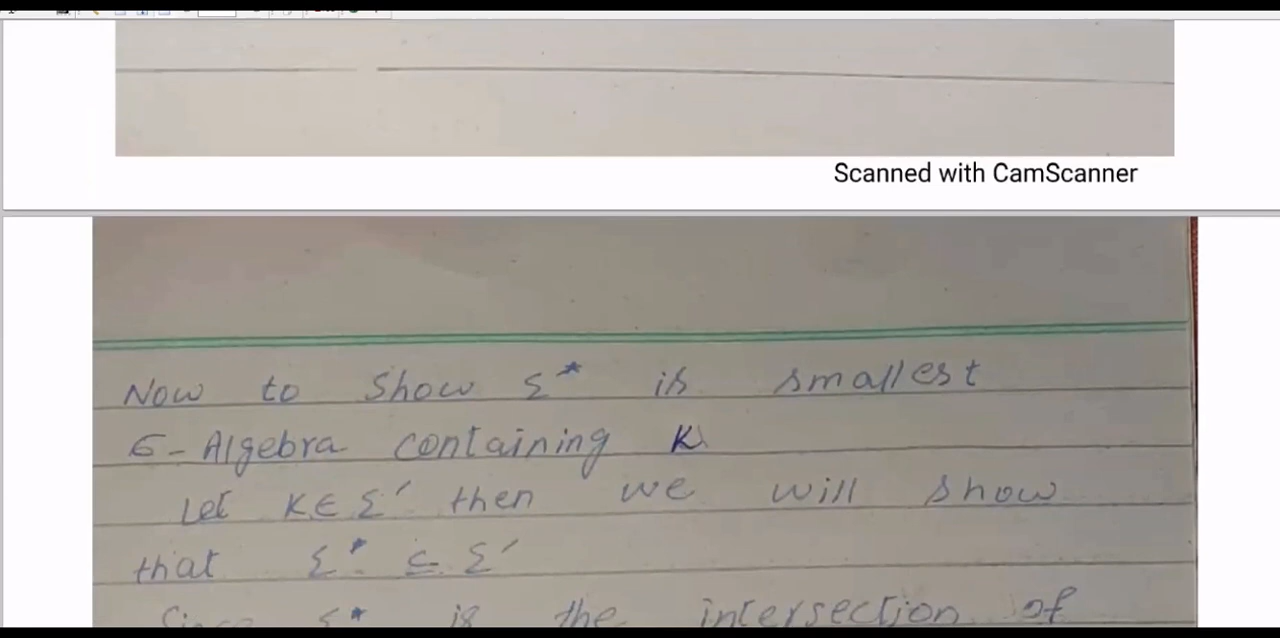 Scanned with CamScanner
Now to Show Σ* is smallest
σ-Algebra containing K
Let K∈Σ′ then we will show
that Σ* ⊆ Σ′
Since Σ* is the intersection of